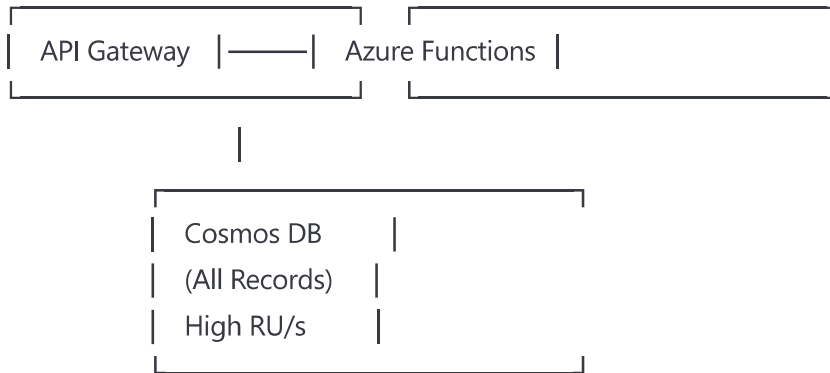 API Gateway Azure Functions
Cosmos DB
(All Records)
High RU/s